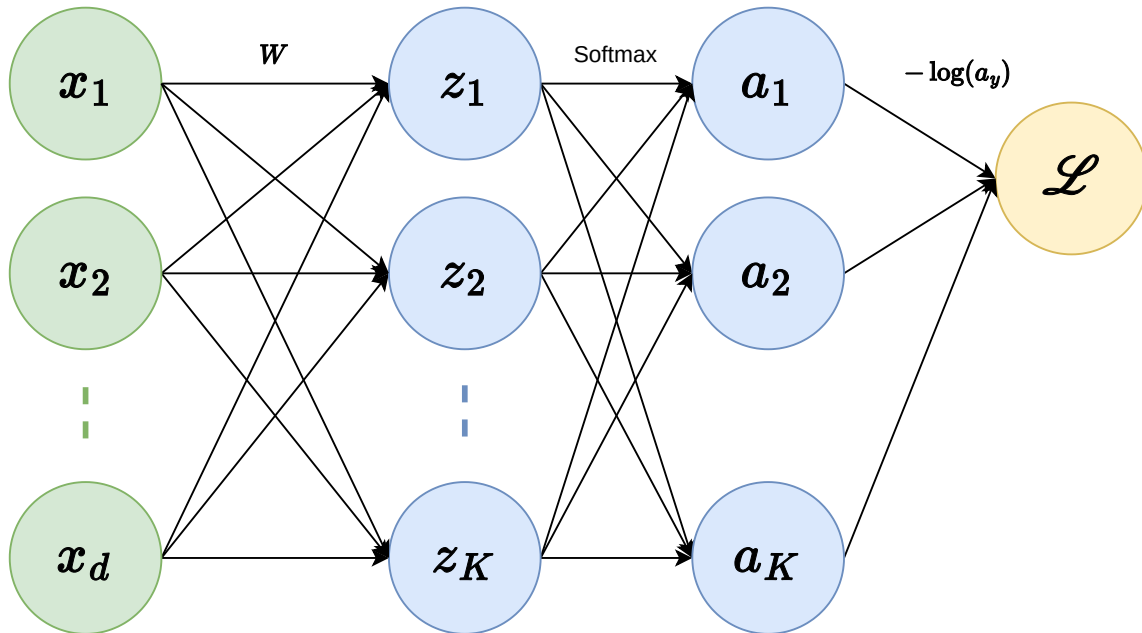 W
Softmax
− log(a_y)
x_1
z_1
a_1
ℒ
x_2
z_2
a_2
x_d
z_K
a_K